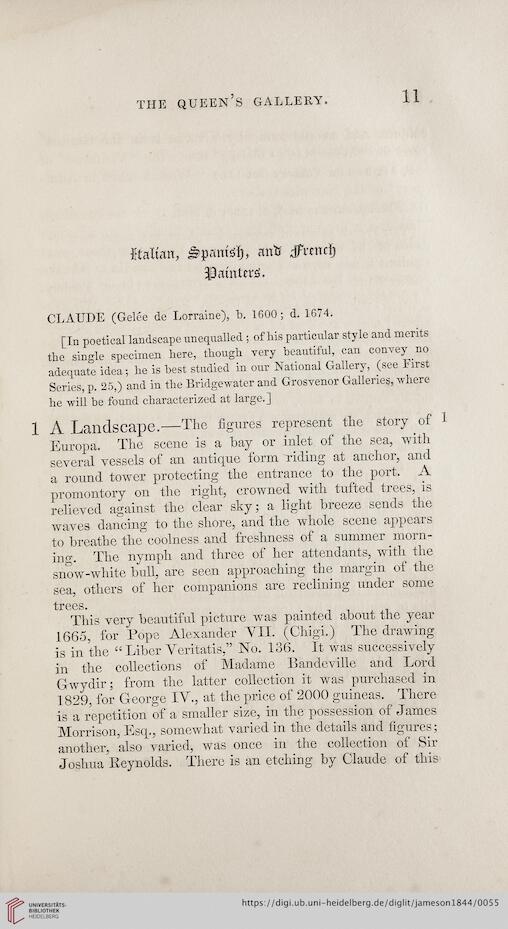 THE QUEEN'S GALLERY. 11
Italian, Spanish, and French
Painters.
CLAUDE (Gelée de Lorraine), b. 1600; d. 1674.
[In poetical landscape unequalled; of his particular style and merits
the single specimen here, though very beautiful, can convey no
adequate idea; he is best studied in our National Gallery, (see First
Series, p. 25,) and in the Bridgewater and Grosvenor Galleries, where
he will be found characterized at large.]
1 A Landscape.—The figures represent the story of 1
Europa. The scene is a bay or inlet of the sea, with
several vessels of an antique form riding at anchor, and
a round tower protecting the entrance to the port. A
promontory on the right, crowned with tufted trees, is
relieved against the clear sky; a light breeze sends the
waves dancing to the shore, and the whole scene appears
to breathe the coolness and freshness of a summer morn-
ing. The nymph and three of her attendants, with the
snow-white bull, are seen approaching the margin of the
sea, others of her companions are reclining under some
trees.
This very beautiful picture was painted about the year
1665, for Pope Alexander VII. (Chigi.) The drawing
is in the "Liber Veritatis," No. 136. It was successively
in the collections of Madame Bandeville and Lord
Gwydir; from the latter collection it was purchased in
1829, for George IV., at the price of 2000 guineas. There
is a repetition of a smaller size, in the possession of James
Morrison, Esq., somewhat varied in the details and figures;
another, also varied, was once in the collection of Sir
Joshua Reynolds. There is an etching by Claude of this
UNIVERSITÄTS-
BIBLIOTHEK
HEIDELBERG
https://digi.ub.uni-heidelberg.de/diglit/jameson1844/0055